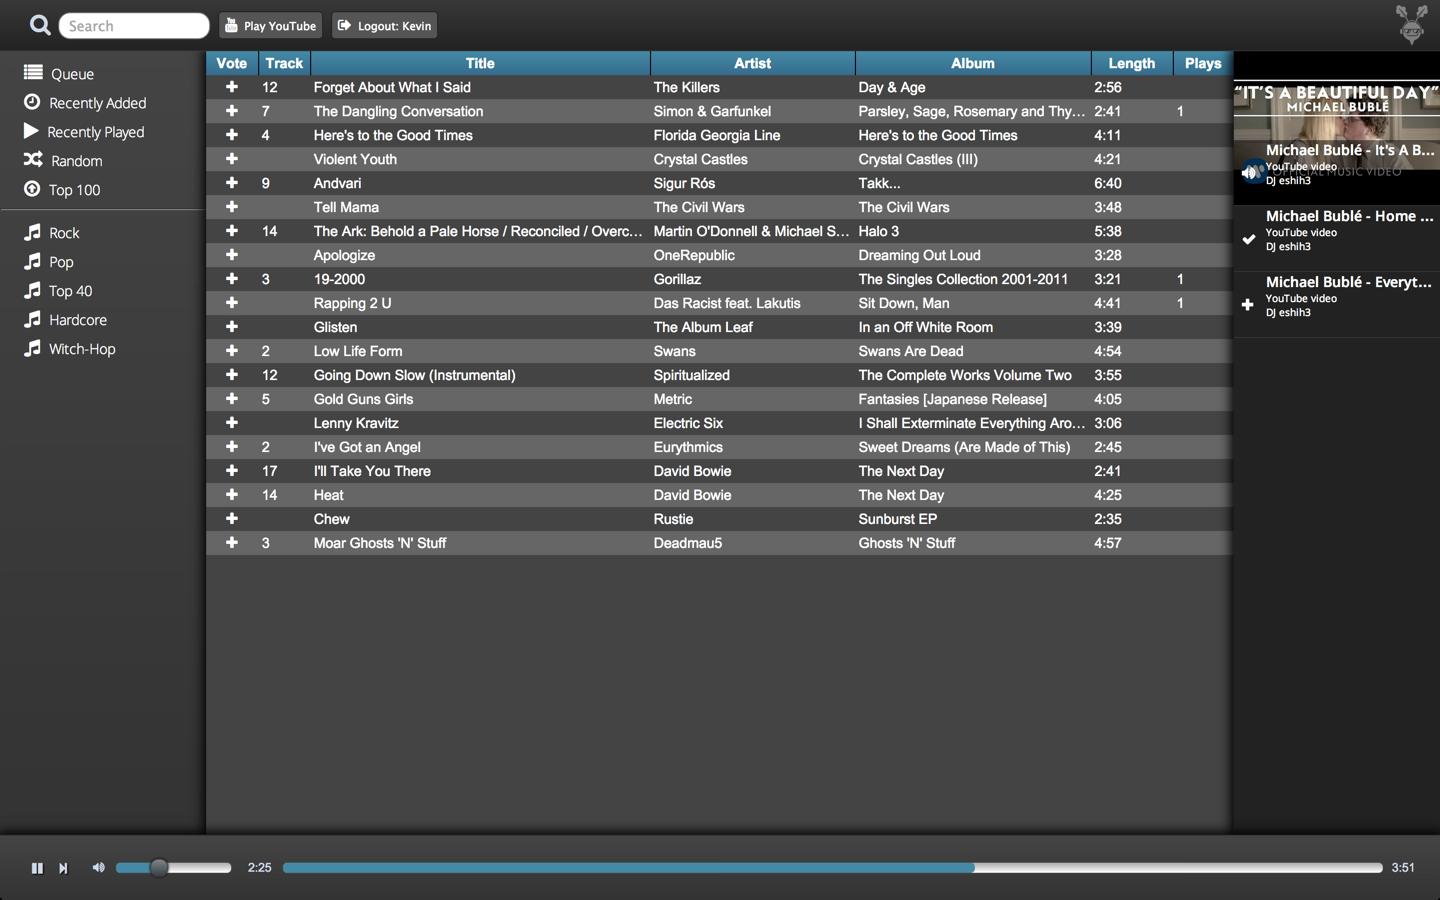 Search
Play YouTube
Logout: Kevin
Queue
Recently Added
Recently Played
Random
Top 100
Rock
Pop
Top 40
Hardcore
Witch-Hop
Vote Track Title Artist Album Length Plays
12 Forget About What I Said The Killers Day & Age 2:56
7 The Dangling Conversation Simon & Garfunkel Parsley, Sage, Rosemary and Thy... 2:41 1
4 Here's to the Good Times Florida Georgia Line Here's to the Good Times 4:11
Violent Youth Crystal Castles Crystal Castles (III) 4:21
9 Andvari Sigur Rós Takk... 6:40
Tell Mama The Civil Wars The Civil Wars 3:48
14 The Ark: Behold a Pale Horse / Reconciled / Overc... Martin O'Donnell & Michael S... Halo 3 5:38
Apologize OneRepublic Dreaming Out Loud 3:28
3 19-2000 Gorillaz The Singles Collection 2001-2011 3:21 1
Rapping 2 U Das Racist feat. Lakutis Sit Down, Man 4:41 1
Glisten The Album Leaf In an Off White Room 3:39
2 Low Life Form Swans Swans Are Dead 4:54
12 Going Down Slow (Instrumental) Spiritualized The Complete Works Volume Two 3:55
5 Gold Guns Girls Metric Fantasies [Japanese Release] 4:05
Lenny Kravitz Electric Six I Shall Exterminate Everything Aro... 3:06
2 I've Got an Angel Eurythmics Sweet Dreams (Are Made of This) 2:45
17 I'll Take You There David Bowie The Next Day 2:41
14 Heat David Bowie The Next Day 4:25
Chew Rustie Sunburst EP 2:35
3 Moar Ghosts 'N' Stuff Deadmau5 Ghosts 'N' Stuff 4:57
“IT'S A BEAUTIFUL DAY”
MICHAEL BUBLÉ
Michael Bublé - It's A B...
YouTube video
OFFICIAL MUSIC VIDEO
DJ eshih3
Michael Bublé - Home ...
YouTube video
DJ eshih3
Michael Bublé - Everyt...
YouTube video
DJ eshih3
2:25
3:51